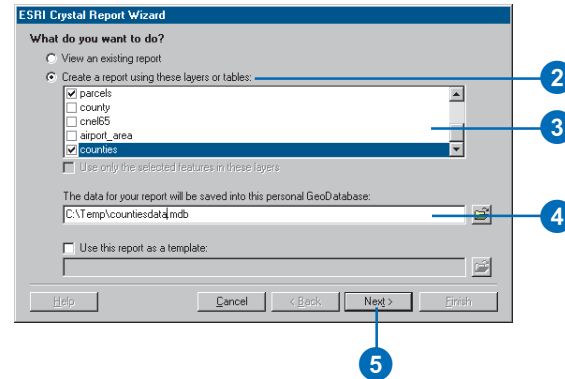 ESRI Crystal Report Wizard
What do you want to do?
View an existing report
Create a report using these layers or tables:
2
parcels
county
cnel65
3
airport_area
counties
Use only the selected features in these layers
The data for your report will be saved into this personal GeoDatabase:
C:\Temp\countiesdata.mdb
4
Use this report as a template:
Help Cancel < Back Next > Finish
5